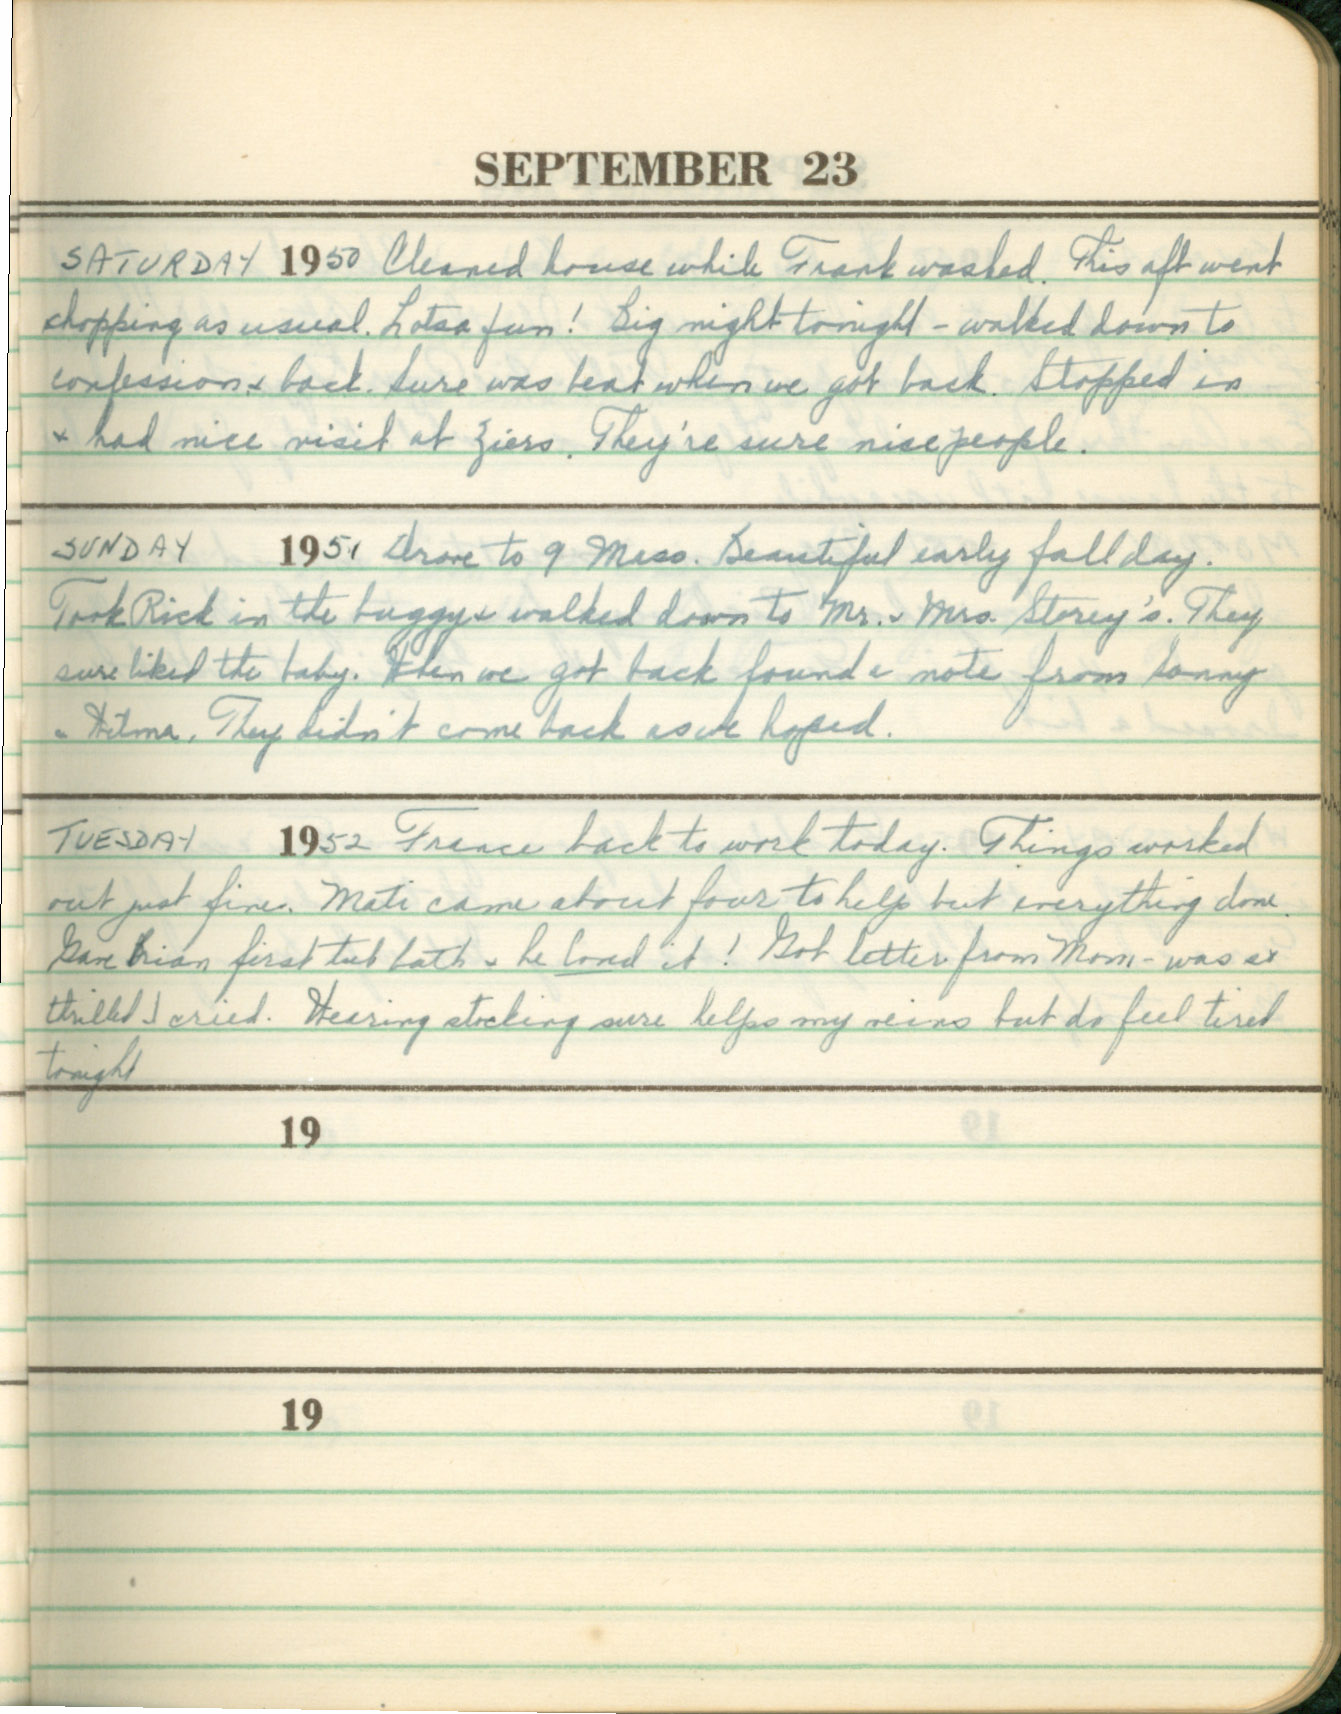 SEPTEMBER 23
SATURDAY 1950 Cleaned house while Frank washed. This aft went
shopping as usual. Lotsa fun! Big night tonight - walked down to
confession & back. Sure was beat when we got back. Stopped in
& had nice visit at Ziers. They're sure nice people.
SUNDAY 1951 Drove to 9 Mass. Beautiful early fall day.
Took Rick in the buggy & walked down to Mr. & Mrs. Storey's. They
sure liked the baby. When we got back found a note from Sonny
& Hilma. They didn't come back as we hoped.
TUESDAY 1952 France back to work today. Things worked
out just fine. Mati came about four to help but everything done.
Gave Brian first tub bath & he loved it! Got letter from Mom - was so
thrilled I cried. Wearing stocking sure helps my veins but do feel tired
tonight
19
19